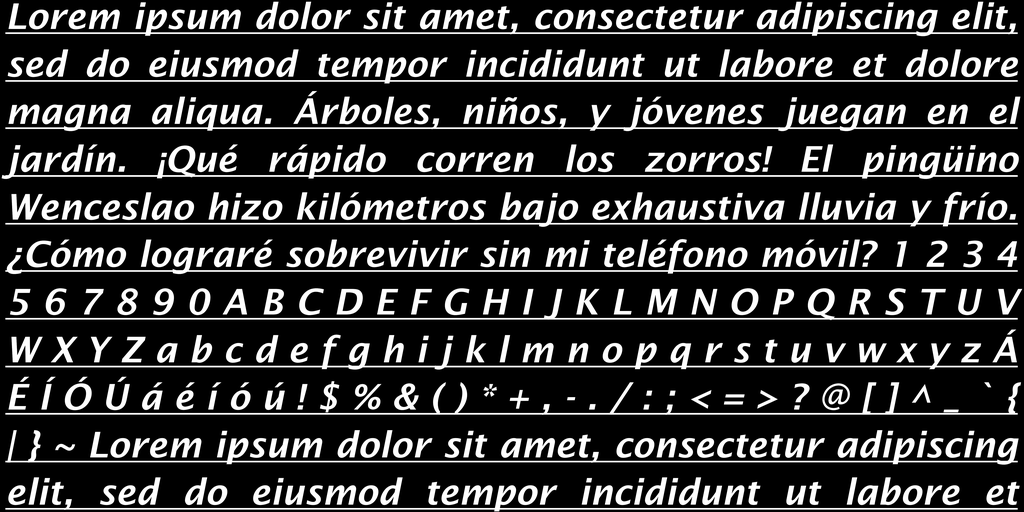 Lorem ipsum dolor sit amet, consectetur adipiscing elit,
sed do eiusmod tempor incididunt ut labore et dolore
magna aliqua. Árboles, niños, y jóvenes juegan en el
jardín. ¡Qué rápido corren los zorros! El pingüino
Wenceslao hizo kilómetros bajo exhaustiva lluvia y frío.
¿Cómo lograré sobrevivir sin mi teléfono móvil? 1 2 3 4
5 6 7 8 9 0 A B C D E F G H I J K L M N O P Q R S T U V
W X Y Z a b c d e f g h i j k l m n o p q r s t u v w x y z Á
É Í Ó Ú á é í ó ú ! $ % & ( ) * + , - . / : ; < = > ? @ [ ] ^ _ ` {
| } ~ Lorem ipsum dolor sit amet, consectetur adipiscing
elit, sed do eiusmod tempor incididunt ut labore et